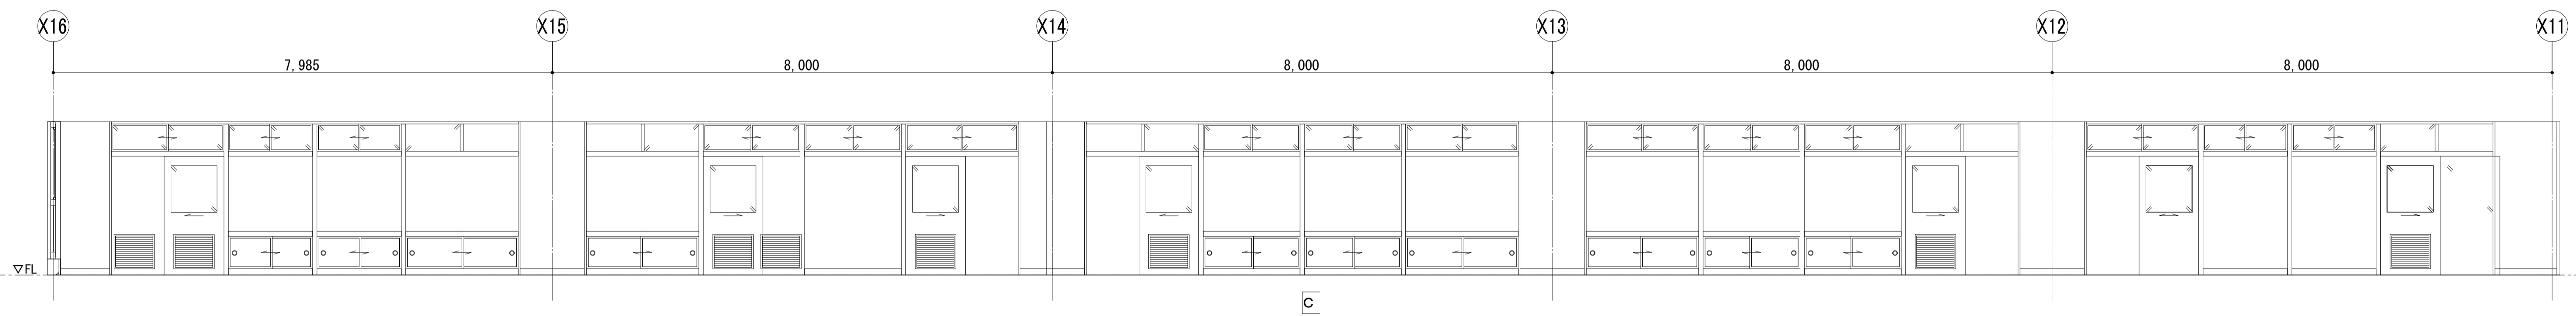 X16 X15 X14 X13 X12 X11
7,985 8,000 8,000 8,000 8,000
▽FL
C